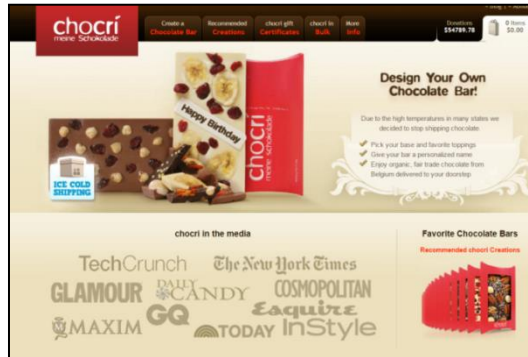 chocrí
meine Schokolade
Create a
Chocolate Bar
Recommended
Creations
chocri gift
Certificates
chocri in
Bulk
More
Info
Donations
$54789.78
0 Items
$0.00
Design Your Own
Chocolate Bar!
Due to the high temperatures in many states we
decided to stop shipping chocolate
Pick your base and favorite toppings
Give your bar a personalized name
Enjoy organic, fair trade chocolate from
Belgium delivered to your doorstep
Happy Birthday
chocrí
meine Schokolade
ICE COLD
SHIPPING
chocri in the media
Favorite Chocolate Bars
Recommended chocri Creations
TechCrunch
The New York Times
GLAMOUR
DAILY
CANDY
COSMOPOLITAN
MAXIM
GQ
Esquire
TODAY
InStyle